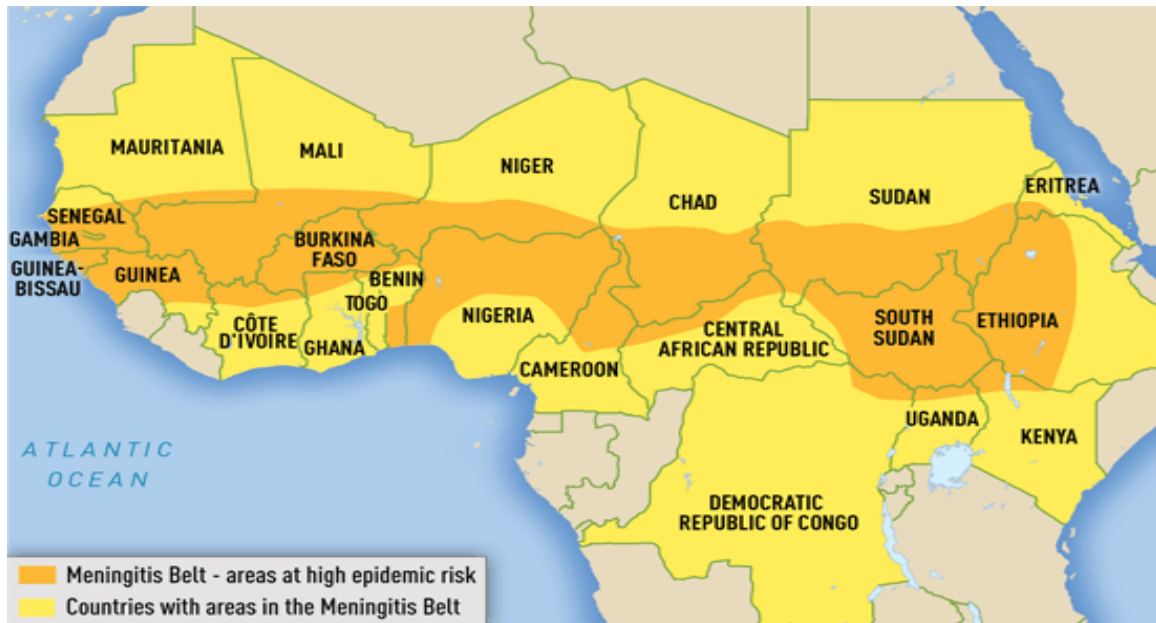 MAURITANIA
MALI
NIGER
CHAD
SUDAN
ERITREA
SENEGAL
GAMBIA
GUINEA-
BISSAU
GUINEA
BURKINA
FASO
BENIN
TOGO
CÔTE
D'IVOIRE
GHANA
NIGERIA
CAMEROON
CENTRAL
AFRICAN REPUBLIC
SOUTH
SUDAN
ETHIOPIA
UGANDA
KENYA
DEMOCRATIC
REPUBLIC OF CONGO
ATLANTIC
OCEAN
Meningitis Belt - areas at high epidemic risk
Countries with areas in the Meningitis Belt